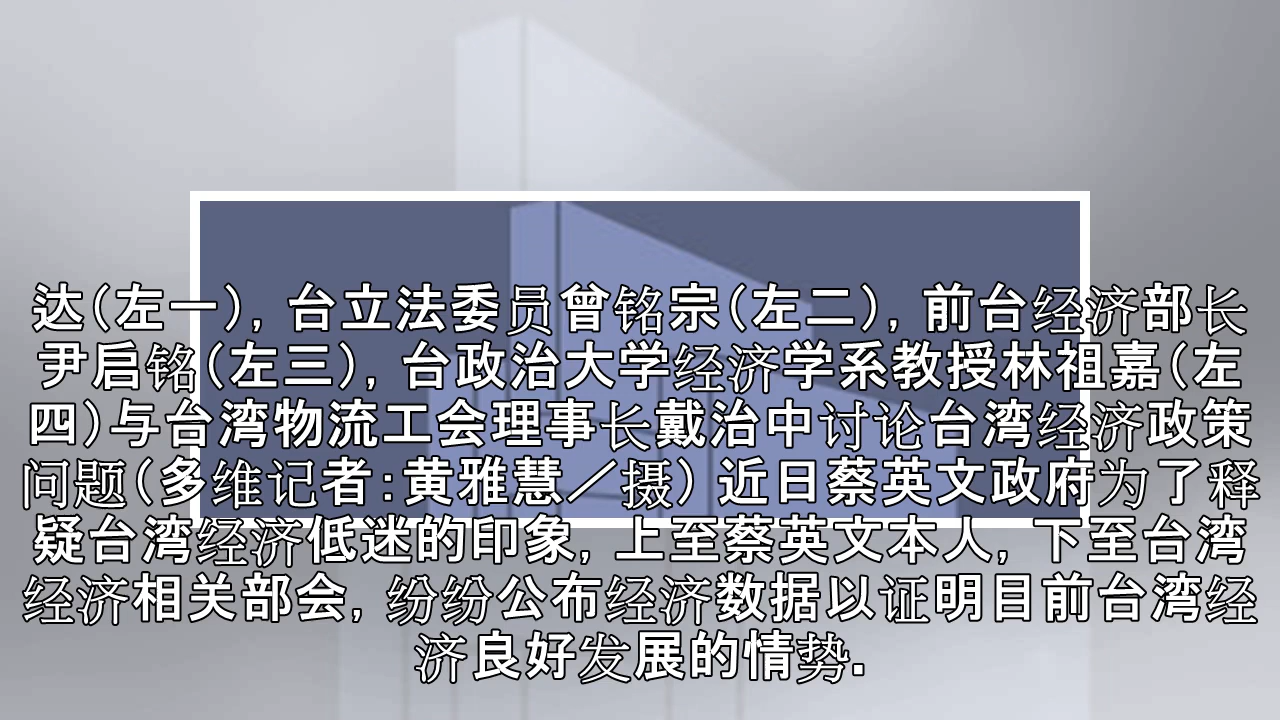 达(左一), 台立法委员曾铭宗(左二), 前台经济部长
尹启铭(左三), 台政治大学经济学系教授林祖嘉(左
四)与台湾物流工会理事长戴治中讨论台湾经济政策
问题(多维记者:黄雅慧／摄) 近日蔡英文政府为了释
疑台湾经济低迷的印象, 上至蔡英文本人, 下至台湾
经济相关部会, 纷纷公布经济数据以证明目前台湾经
济良好发展的情势.